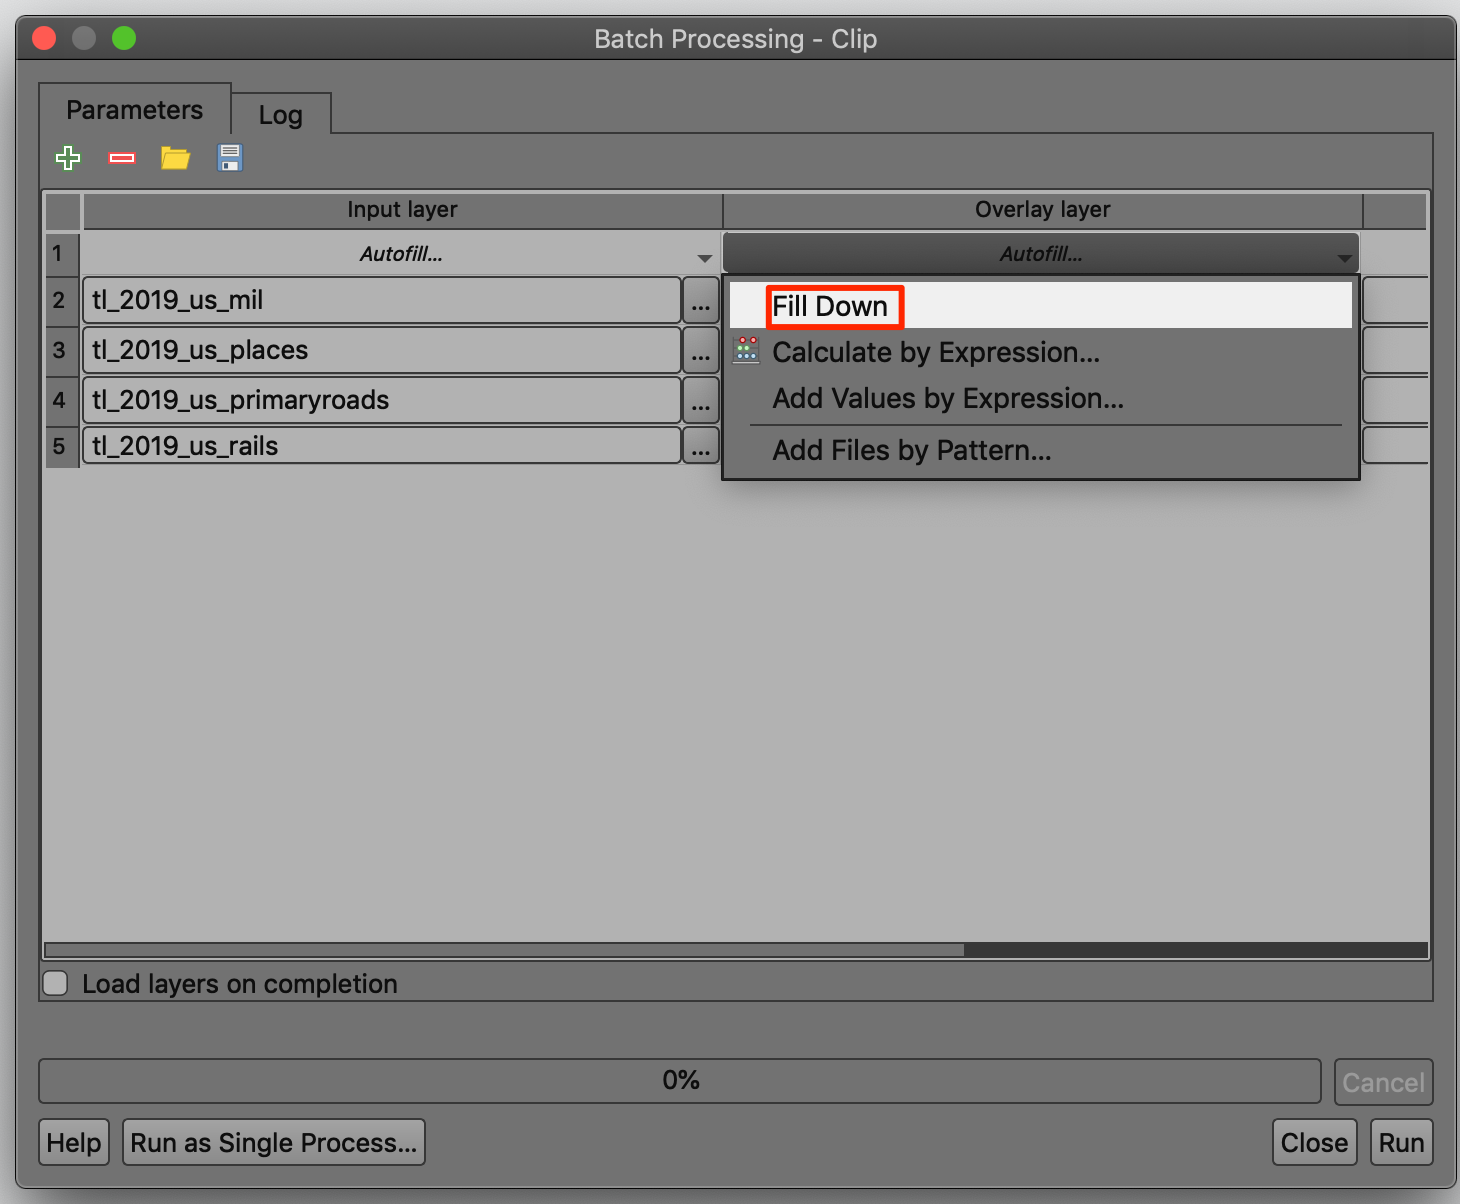 Batch Processing - Clip
Parameters
Log
Input layer
Overlay layer
1
Autofill...
Autofill...
2
tl_2019_us_mil
...
Fill Down
3
tl_2019_us_places
...
Calculate by Expression...
4
tl_2019_us_primaryroads
...
Add Values by Expression...
5
tl_2019_us_rails
...
Add Files by Pattern...
Load layers on completion
0%
Cancel
Help
Run as Single Process...
Close
Run